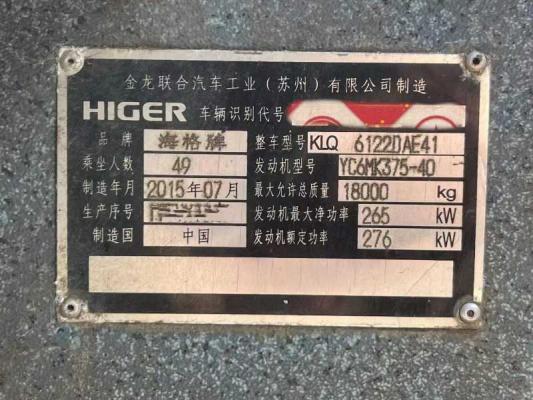 金龙联合汽车工业(苏州)有限公司制造
HIGER 车辆识别代号
品牌 海格牌 整车型号 KLQ 6122DAE41
乘坐人数 49 发动机型号 YC6MK375-40
制造年月 2015年07月 最大允许总质量 18000 kg
生产序号 发动机最大净功率 265 kW
制造国 中国 发动机额定功率 276 kW